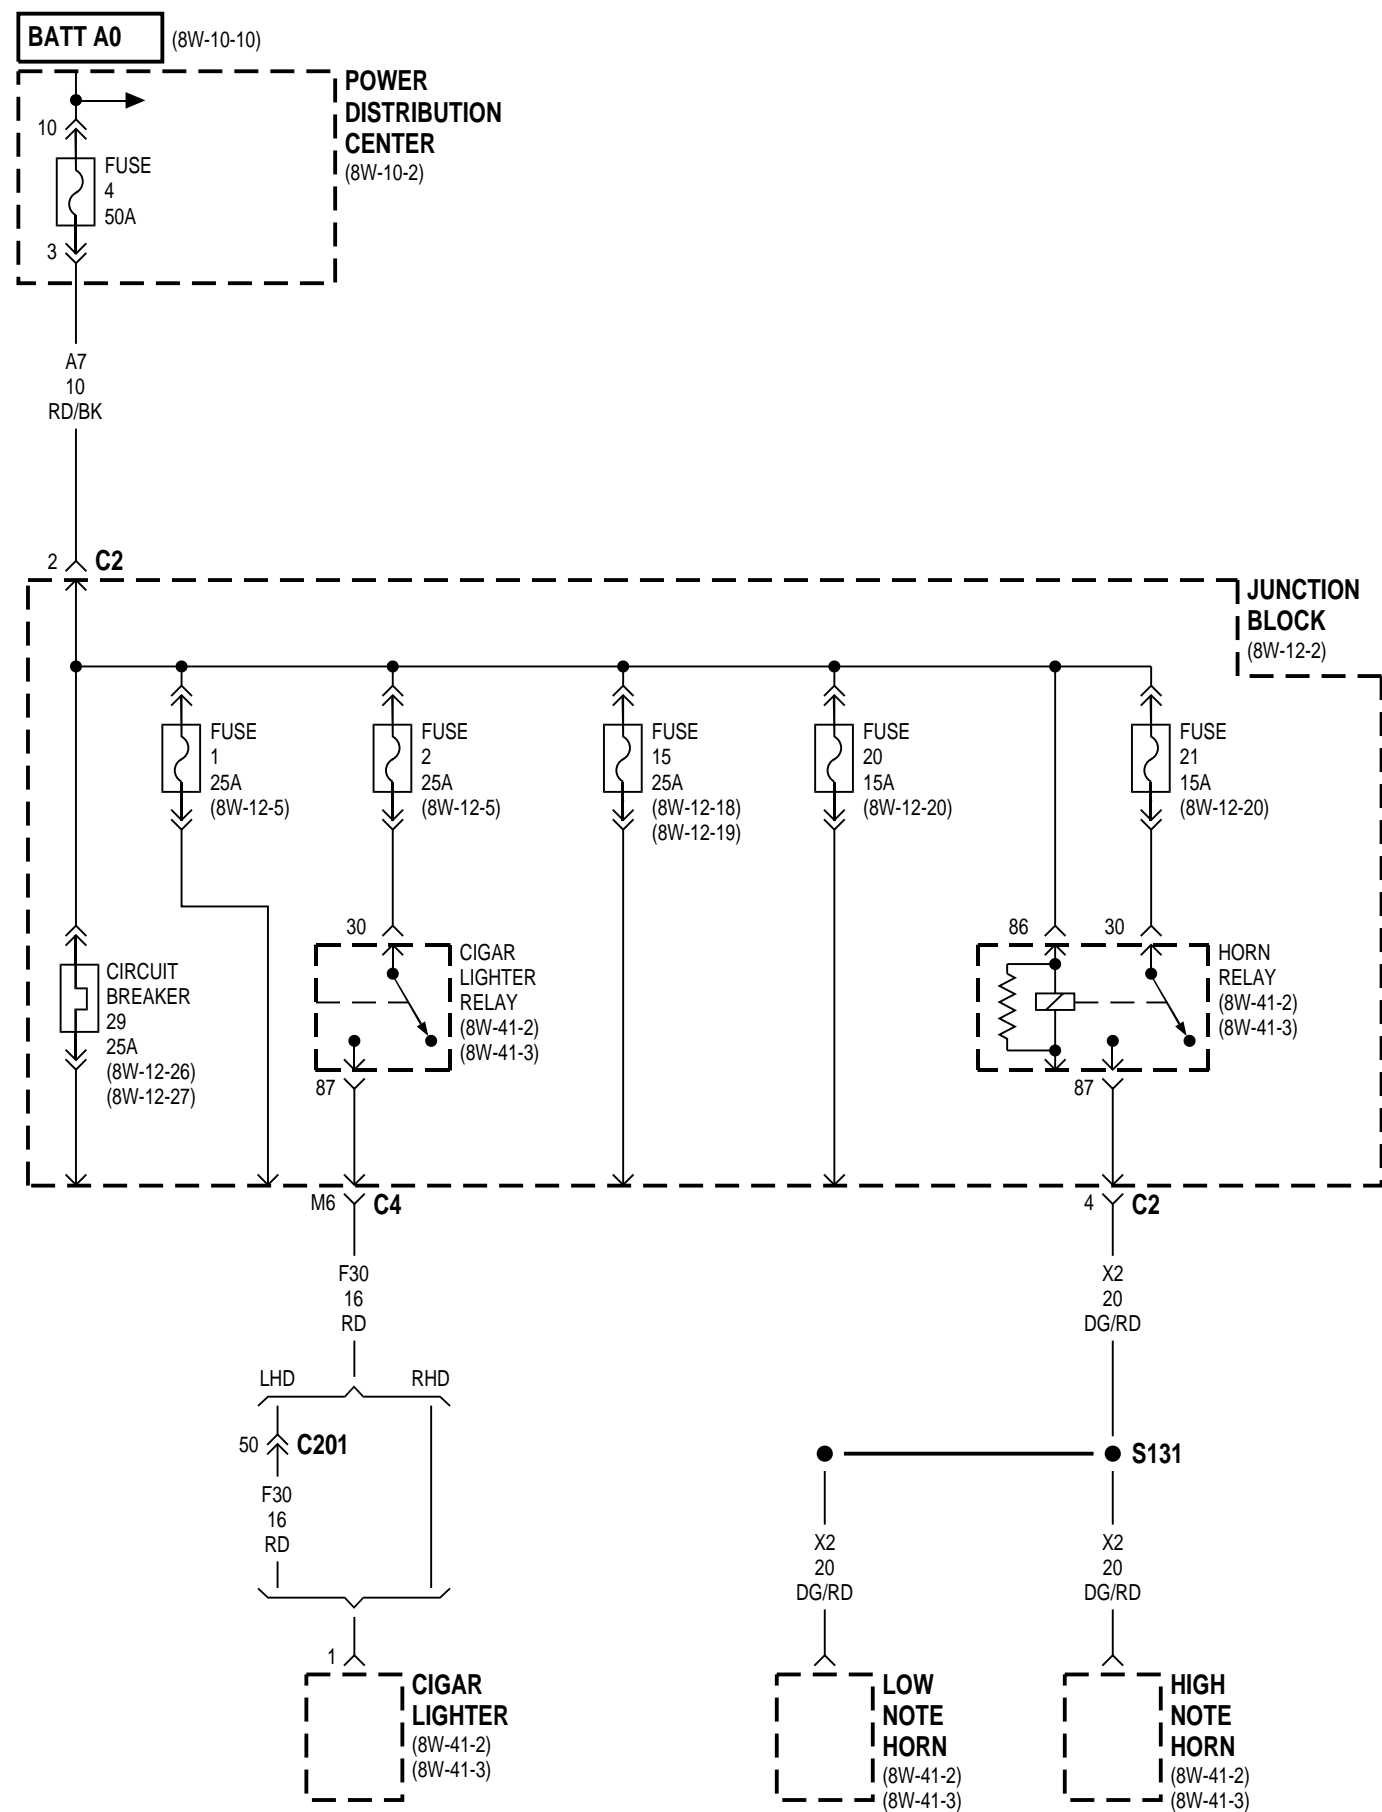 BATT A0 (8W-10-10)
POWER
DISTRIBUTION
CENTER
(8W-10-2)
10
FUSE
4
50A
3
A7
10
RD/BK
2 C2
JUNCTION
BLOCK
(8W-12-2)
FUSE
1
25A
(8W-12-5)
FUSE
2
25A
(8W-12-5)
FUSE
15
25A
(8W-12-18)
(8W-12-19)
FUSE
20
15A
(8W-12-20)
FUSE
21
15A
(8W-12-20)
CIRCUIT
BREAKER
29
25A
(8W-12-26)
(8W-12-27)
30
CIGAR
LIGHTER
RELAY
(8W-41-2)
(8W-41-3)
87
86
30
HORN
RELAY
(8W-41-2)
(8W-41-3)
87
M6 C4
4 C2
F30
16
RD
X2
20
DG/RD
LHD
RHD
50 C201
F30
16
RD
S131
X2
20
DG/RD
X2
20
DG/RD
1
CIGAR
LIGHTER
(8W-41-2)
(8W-41-3)
LOW
NOTE
HORN
(8W-41-2)
(8W-41-3)
HIGH
NOTE
HORN
(8W-41-2)
(8W-41-3)